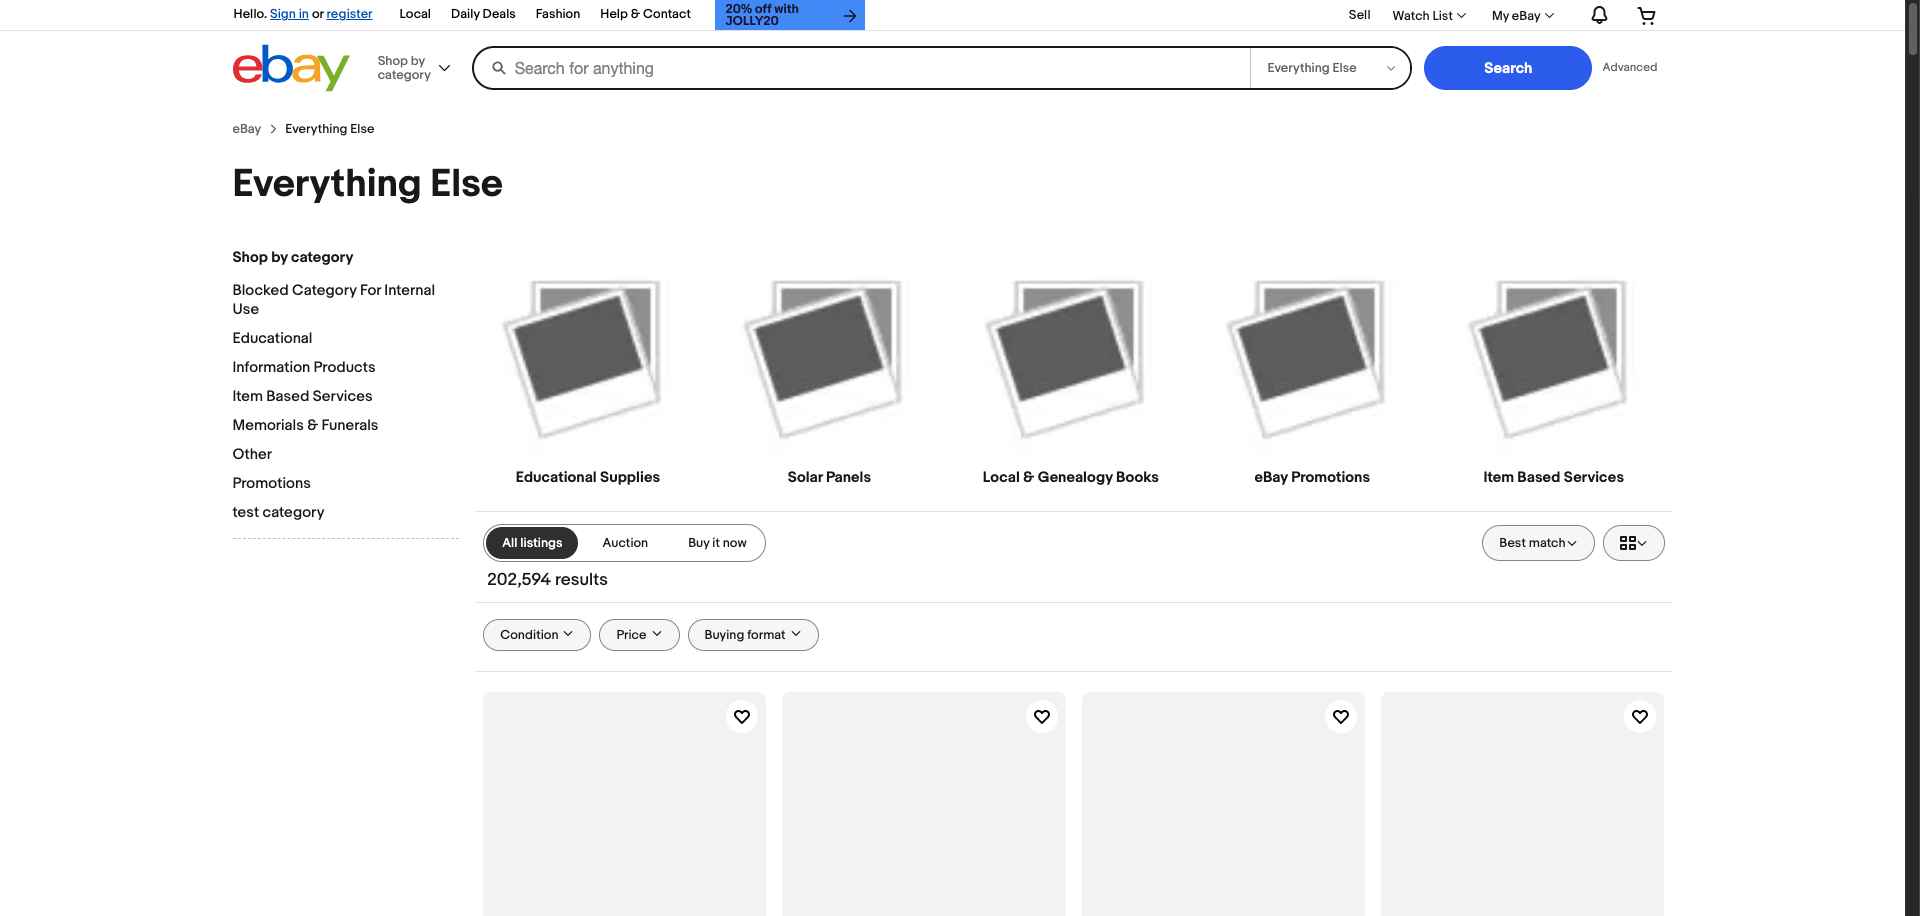 Hello. Sign in or register
Local
Daily Deals
Fashion
Help & Contact
20% off with
JOLLY20
Sell
Watch List
My eBay
ebay
Shop by
category
Search for anything
Everything Else
Search
Advanced
eBay
Everything Else
Everything Else
Shop by category
Blocked Category For Internal
Use
Educational
Information Products
Item Based Services
Memorials & Funerals
Other
Promotions
test category
Educational Supplies
Solar Panels
Local & Genealogy Books
eBay Promotions
Item Based Services
All listings
Auction
Buy it now
Best match
202,594 results
Condition
Price
Buying format